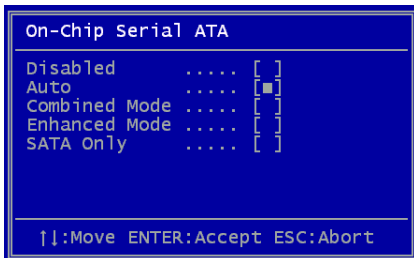 On-Chip Serial ATA
Disabled ..... [ ]
Auto ..... [■]
Combined Mode ..... [ ]
Enhanced Mode ..... [ ]
SATA Only ..... [ ]
↑↓:Move ENTER:Accept ESC:Abort